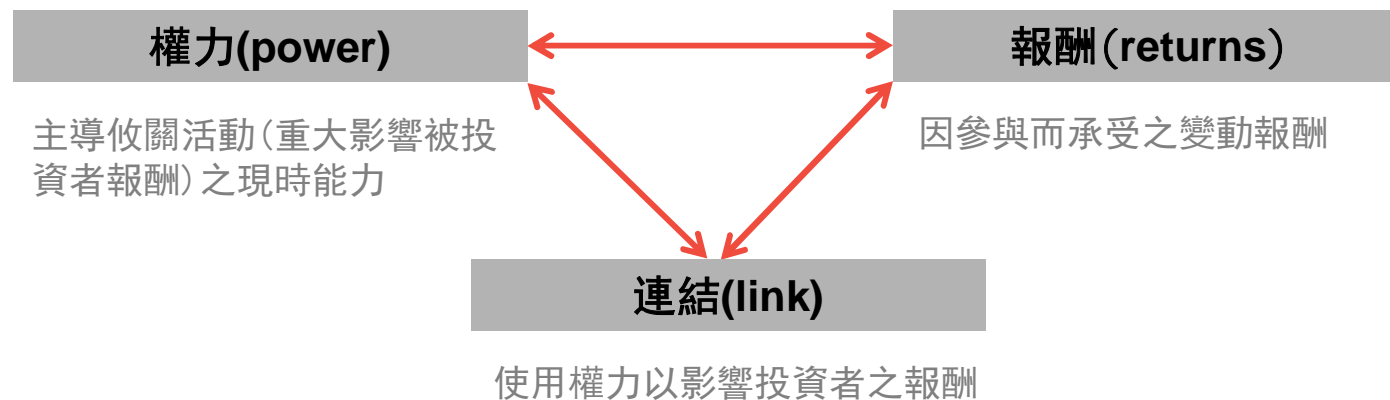 權力(power)
報酬（returns）
主導攸關活動（重大影響被投
資者報酬）之現時能力
因參與而承受之變動報酬
連結(link)
使用權力以影響投資者之報酬